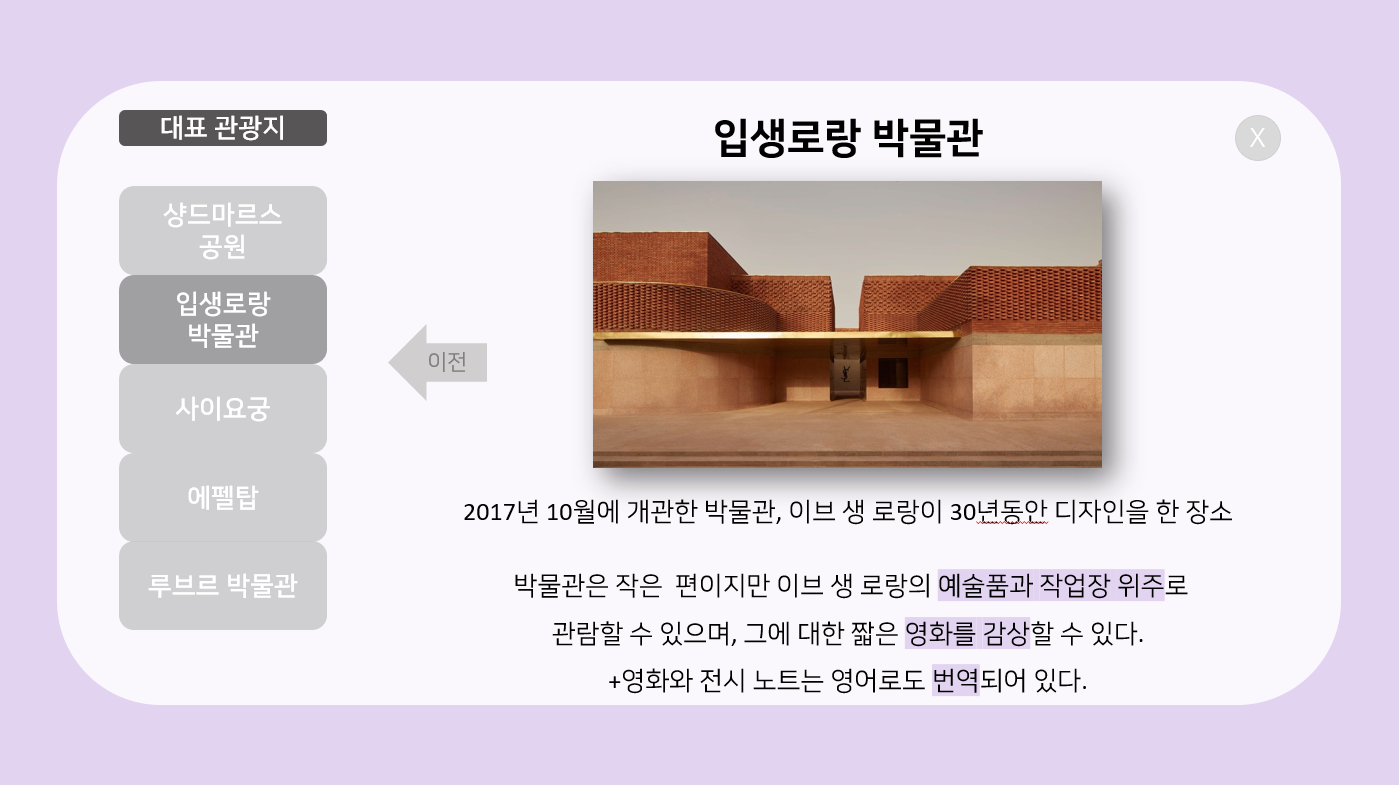 대표 관광지
샹드마르스
공원
입생로랑
박물관
사이요궁
에펠탑
루브르 박물관
이전
입생로랑 박물관
X
YSL
2017년 10월에 개관한 박물관, 이브 생 로랑이 30년동안 디자인을 한 장소
박물관은 작은  편이지만 이브 생 로랑의 예술품과 작업장 위주로
관람할 수 있으며, 그에 대한 짧은 영화를 감상할 수 있다.
+영화와 전시 노트는 영어로도 번역되어 있다.